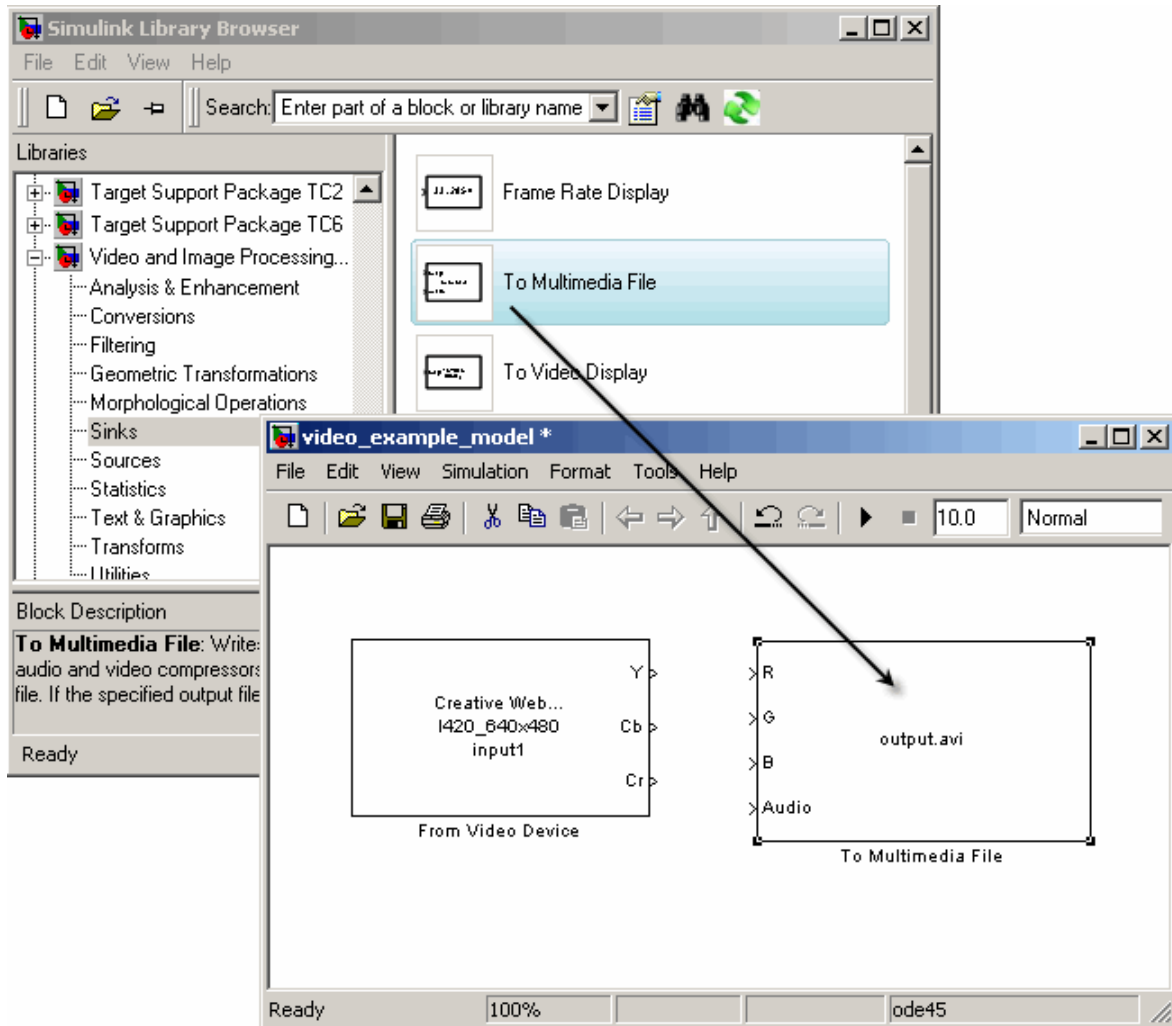 Simulink Library Browser
File Edit View Help
Search: Enter part of a block or library name
Libraries
Target Support Package TC2
Target Support Package TC6
Video and Image Processing...
Analysis & Enhancement
Conversions
Filtering
Geometric Transformations
Morphological Operations
Sinks
Sources
Statistics
Text & Graphics
Transforms
Utilities
Frame Rate Display
To Multimedia File
To Video Display
Block Description
To Multimedia File: Writes
audio and video compressors
file. If the specified output file
Ready
video_example_model *
File Edit View Simulation Format Tools Help
10.0 Normal
Creative Web...
I420_640x480
input1
Y
Cb
Cr
From Video Device
R
G
B
Audio
output.avi
To Multimedia File
Ready 100% ode45